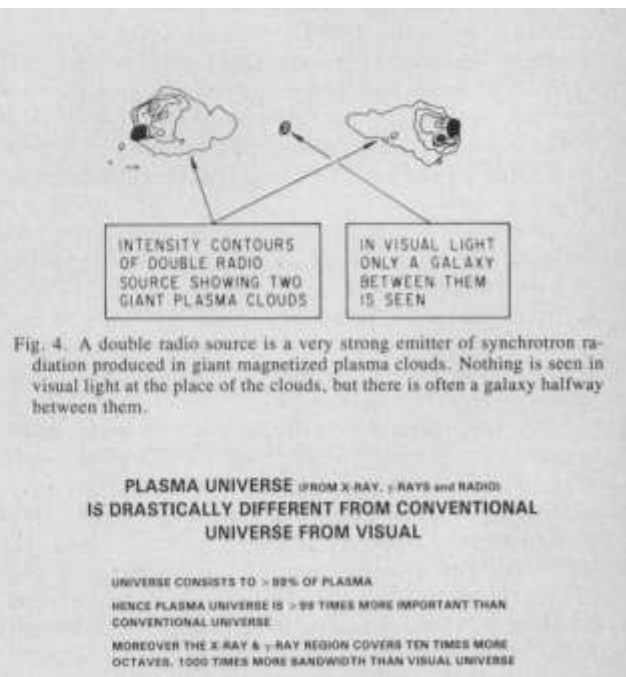 INTENSITY CONTOURS
OF DOUBLE RADIO
SOURCE SHOWING TWO
GIANT PLASMA CLOUDS
IN VISUAL LIGHT
ONLY A GALAXY
BETWEEN THEM
IS SEEN
Fig. 4. A double radio source is a very strong emitter of synchrotron ra-
diation produced in giant magnetized plasma clouds. Nothing is seen in
visual light at the place of the clouds, but there is often a galaxy halfway
between them.
PLASMA UNIVERSE (FROM X-RAY, γ-RAYS and RADIO)
IS DRASTICALLY DIFFERENT FROM CONVENTIONAL
UNIVERSE FROM VISUAL
UNIVERSE CONSISTS TO > 99% OF PLASMA
HENCE PLASMA UNIVERSE IS > 99 TIMES MORE IMPORTANT THAN
CONVENTIONAL UNIVERSE
MOREOVER THE X-RAY & γ-RAY REGION COVERS TEN TIMES MORE
OCTAVES, 1000 TIMES MORE BANDWIDTH THAN VISUAL UNIVERSE